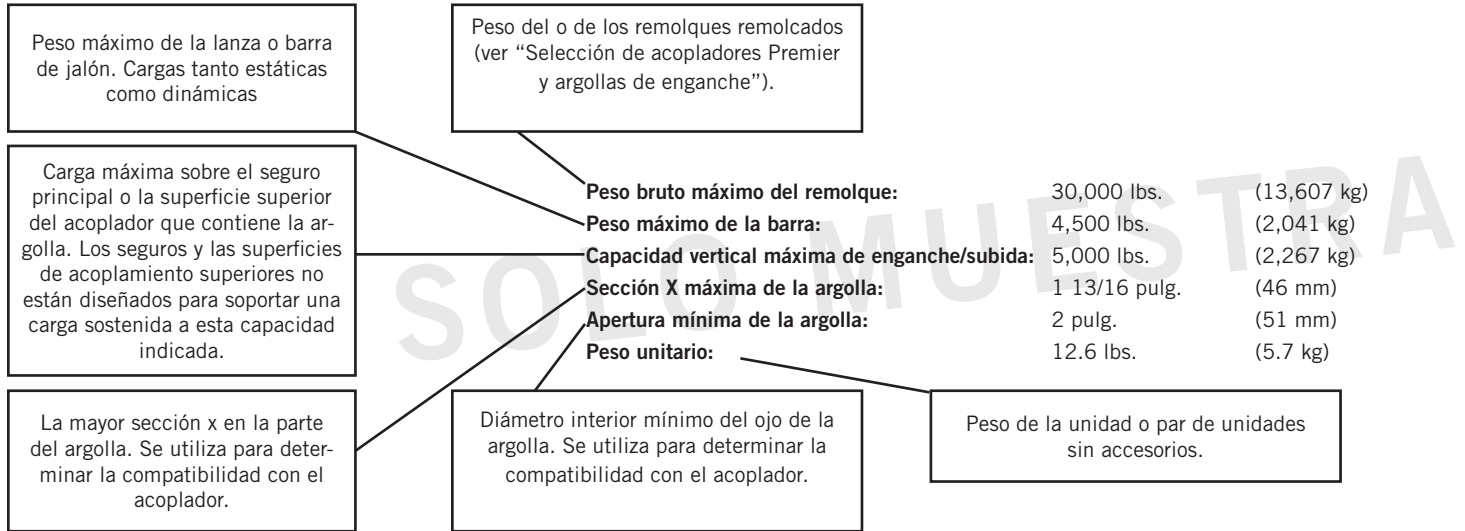 Peso máximo de la lanza o barra
de jalón. Cargas tanto estáticas
como dinámicas
Peso del o de los remolques remolcados
(ver “Selección de acopladores Premier
y argollas de enganche”).
Carga máxima sobre el seguro
principal o la superficie superior
del acoplador que contiene la ar-
golla. Los seguros y las superficies
de acoplamiento superiores no
están diseñados para soportar una
carga sostenida a esta capacidad
indicada.
Peso bruto máximo del remolque: 30,000 lbs. (13,607 kg)
Peso máximo de la barra: 4,500 lbs. (2,041 kg)
Capacidad vertical máxima de enganche/subida: 5,000 lbs. (2,267 kg)
Sección X máxima de la argolla: 1 13/16 pulg. (46 mm)
Apertura mínima de la argolla: 2 pulg. (51 mm)
Peso unitario: 12.6 lbs. (5.7 kg)
SOLO MUESTRA
La mayor sección x en la parte
del argolla. Se utiliza para deter-
minar la compatibilidad con el
acoplador.
Diámetro interior mínimo del ojo de la
argolla. Se utiliza para determinar la
compatibilidad con el acoplador.
Peso de la unidad o par de unidades
sin accesorios.